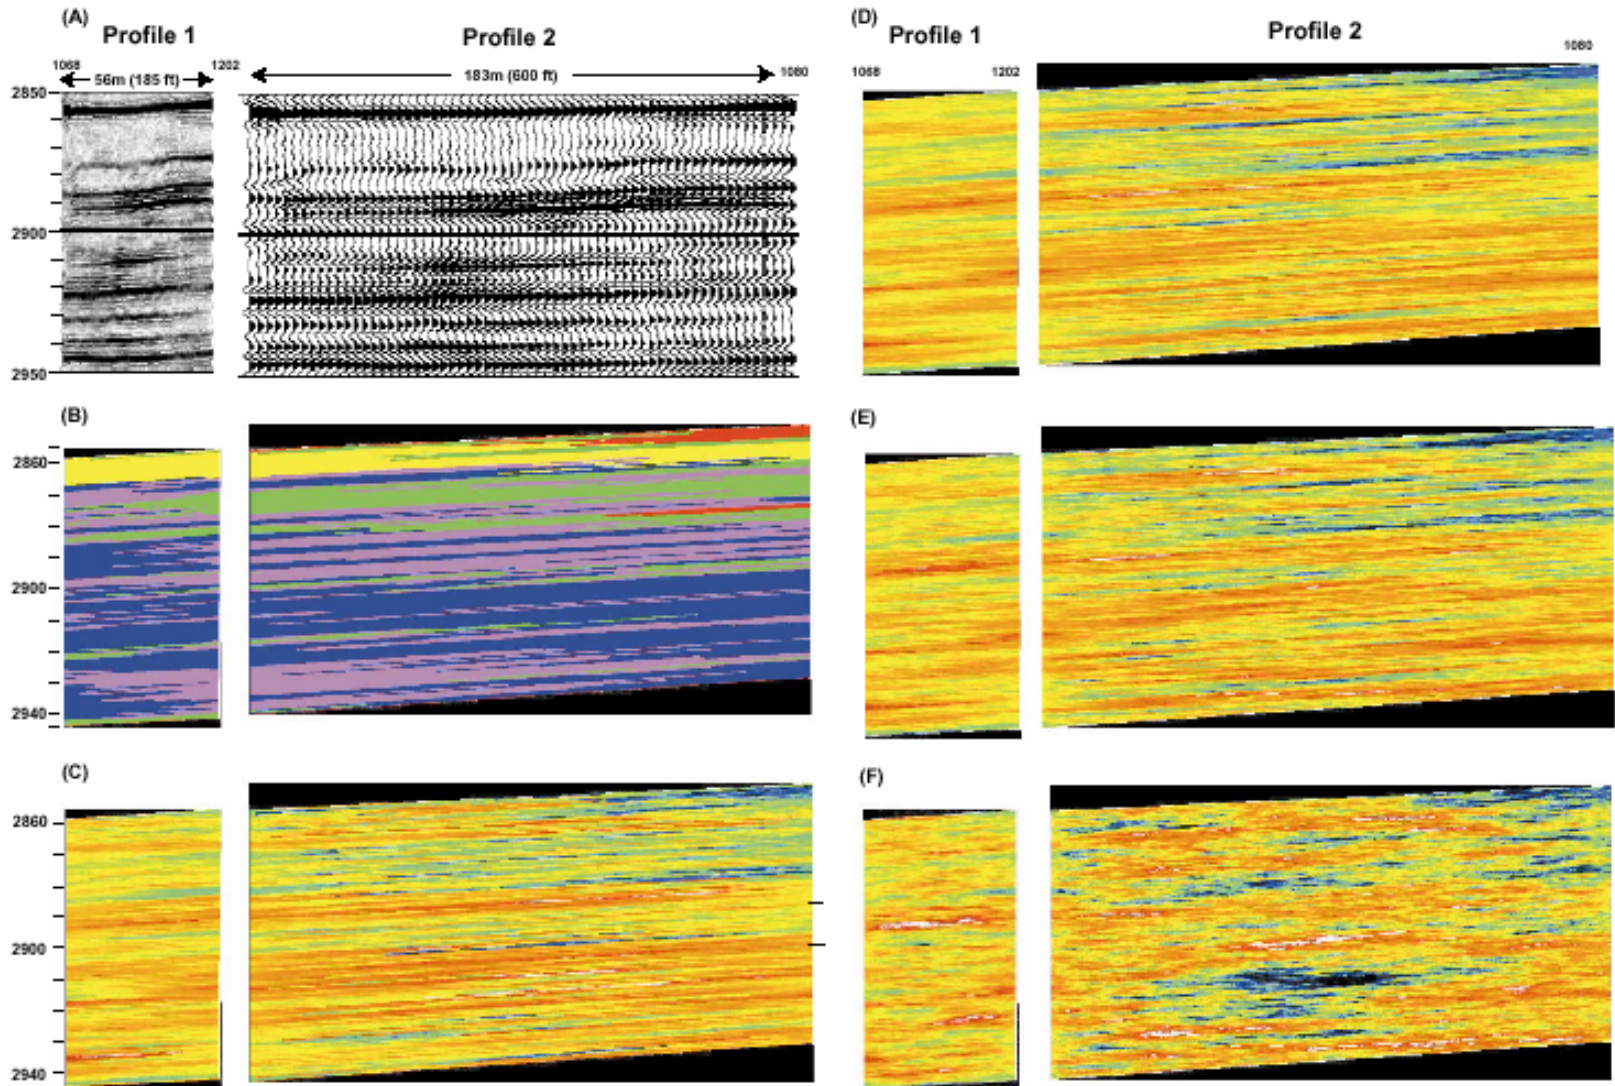 (A)
Profile 1
Profile 2
1068
1202
56m (185 ft)
183m (600 ft)
1080
2850
2900
2950
(B)
2860
2900
2940
(C)
2860
2900
2940
(D)
Profile 1
Profile 2
1068
1202
1080
(E)
(F)